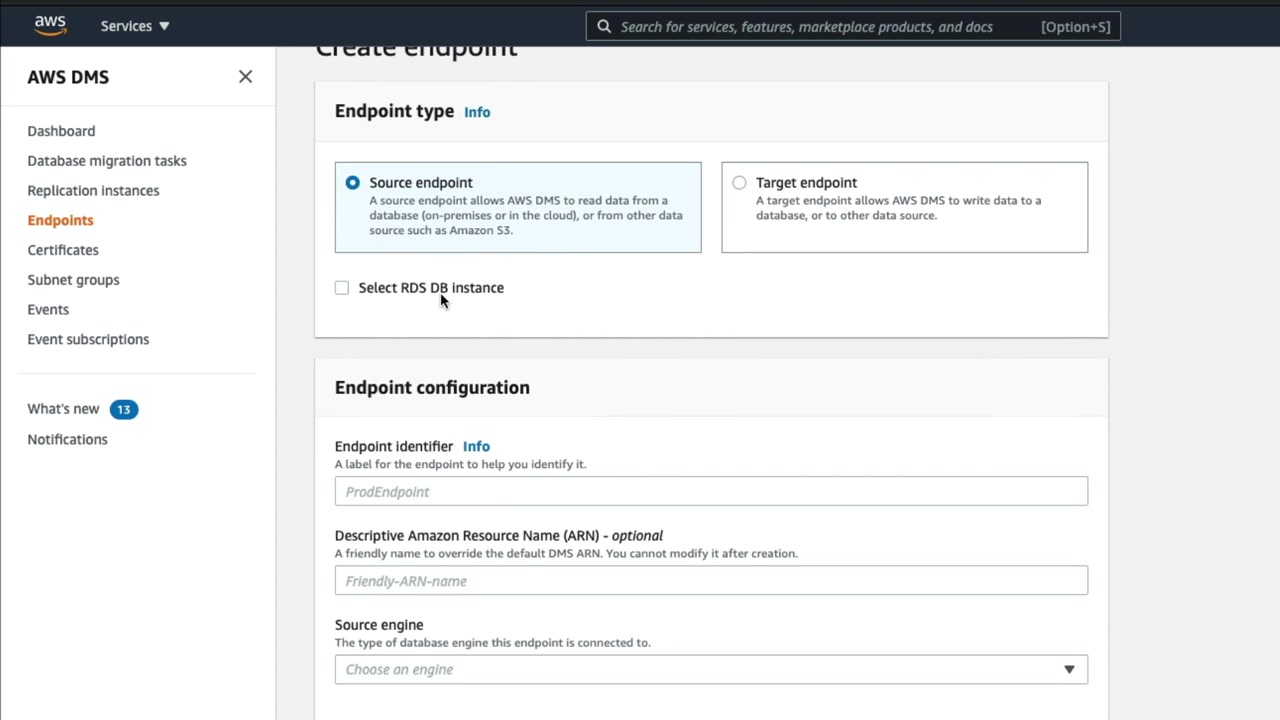 aws
Services
Search for services, features, marketplace products, and docs
[Option+S]
AWS DMS
Dashboard
Database migration tasks
Replication instances
Endpoints
Certificates
Subnet groups
Events
Event subscriptions
What's new 13
Notifications
Create endpoint
Endpoint type Info
Source endpoint
A source endpoint allows AWS DMS to read data from a
database (on-premises or in the cloud), or from other data
source such as Amazon S3.
Target endpoint
A target endpoint allows AWS DMS to write data to a
database, or to other data source.
Select RDS DB instance
Endpoint configuration
Endpoint identifier Info
A label for the endpoint to help you identify it.
ProdEndpoint
Descriptive Amazon Resource Name (ARN) - optional
A friendly name to override the default DMS ARN. You cannot modify it after creation.
Friendly-ARN-name
Source engine
The type of database engine this endpoint is connected to.
Choose an engine